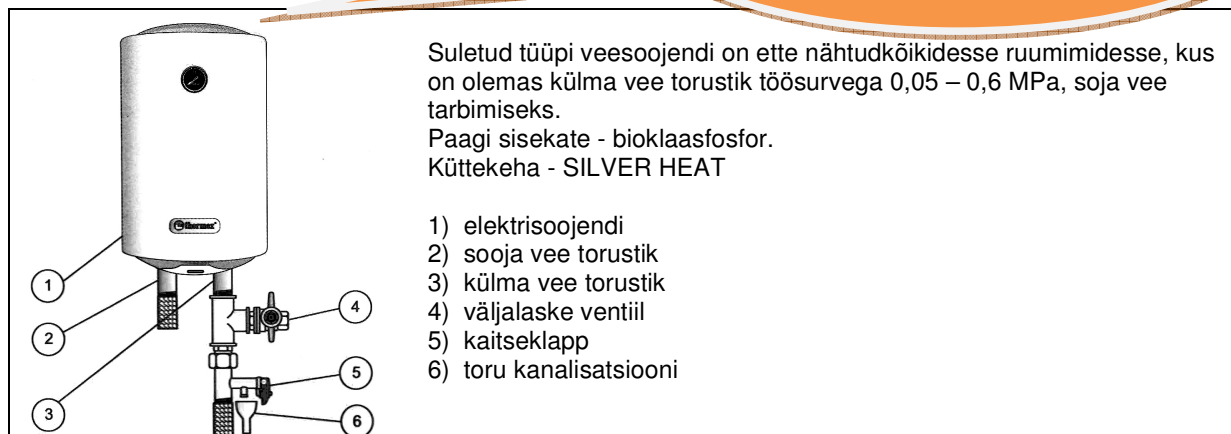 Suletud tüüpi veesoojendi on ette nähtudkõikidesse ruumimidesse, kus
on olemas külma vee torustik töösurvega 0,05 – 0,6 MPa, soja vee
tarbimiseks.
Paagi sisekate - bioklaasfosfor.
Küttekeha - SILVER HEAT
1) elektrisoojendi
2) sooja vee torustik
3) külma vee torustik
4) väljalaske ventiil
5) kaitseklapp
6) toru kanalisatsiooni
thermex
1
2
3
4
5
6